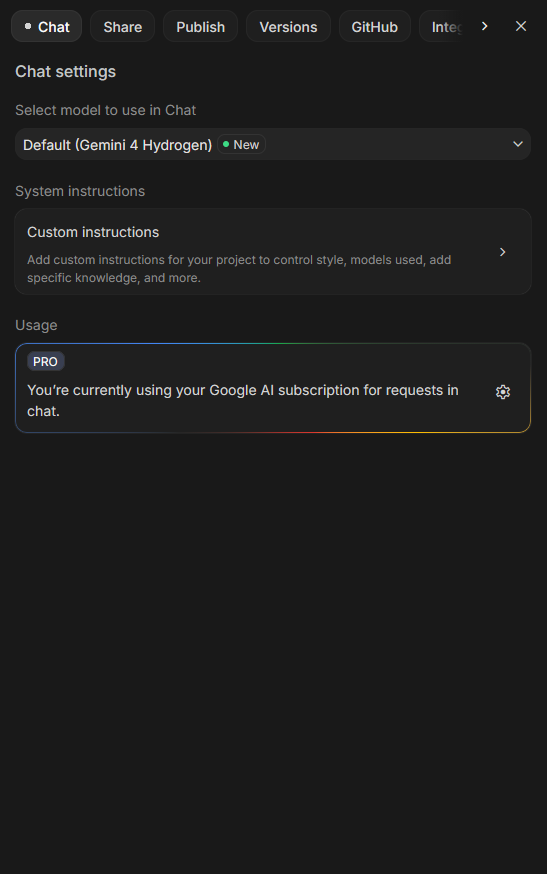 Chat
Share
Publish
Versions
GitHub
Chat settings
Select model to use in Chat
Default (Gemini 4 Hydrogen)
New
System instructions
Custom instructions
Add custom instructions for your project to control style, models used, add
specific knowledge, and more.
Usage
PRO
You’re currently using your Google AI subscription for requests in
chat.